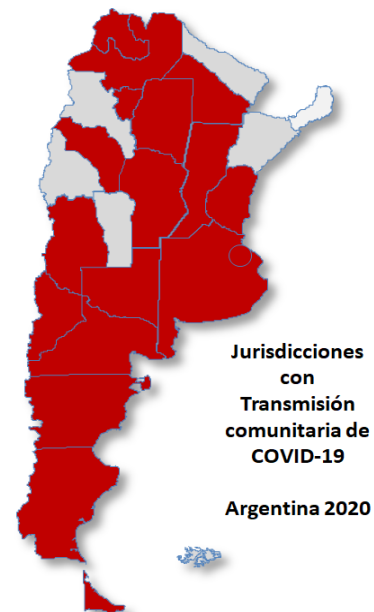 Jurisdicciones
con
Transmisión
comunitaria de
COVID-19
Argentina 2020